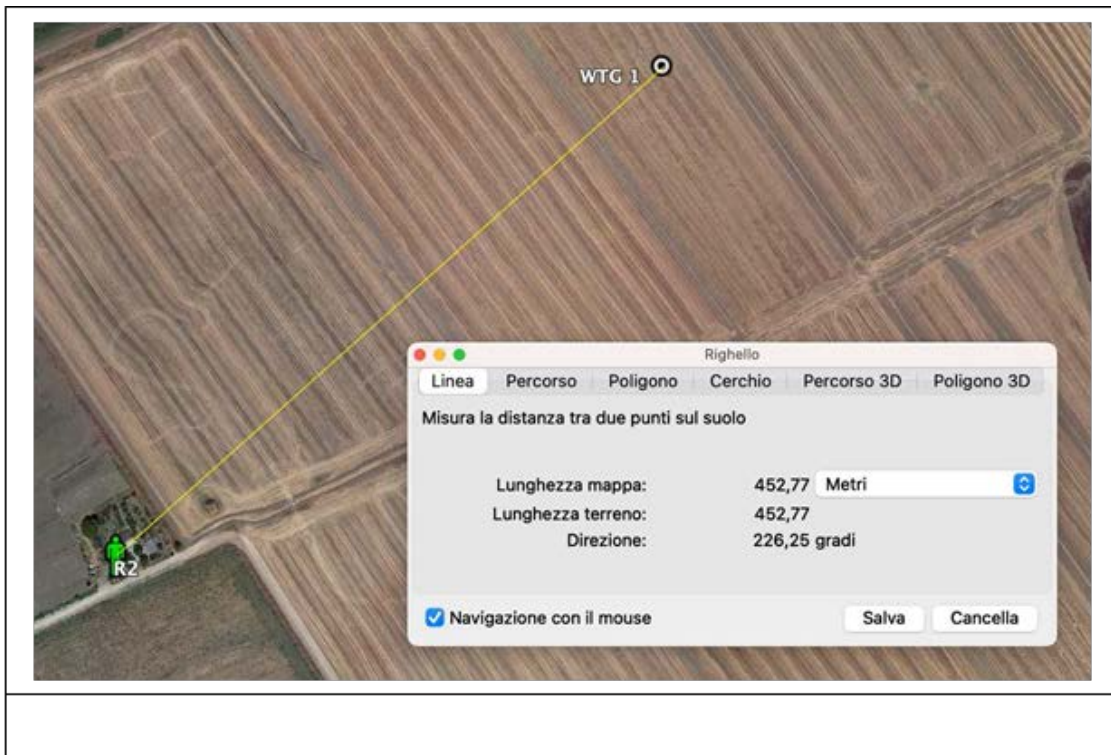 WTG 1
Righello
Linea Percorso Poligono Cerchio Percorso 3D Poligono 3D
Misura la distanza tra due punti sul suolo
Lunghezza mappa: 452,77 Metri
Lunghezza terreno: 452,77
Direzione: 226,25 gradi
R2
Navigazione con il mouse Salva Cancella